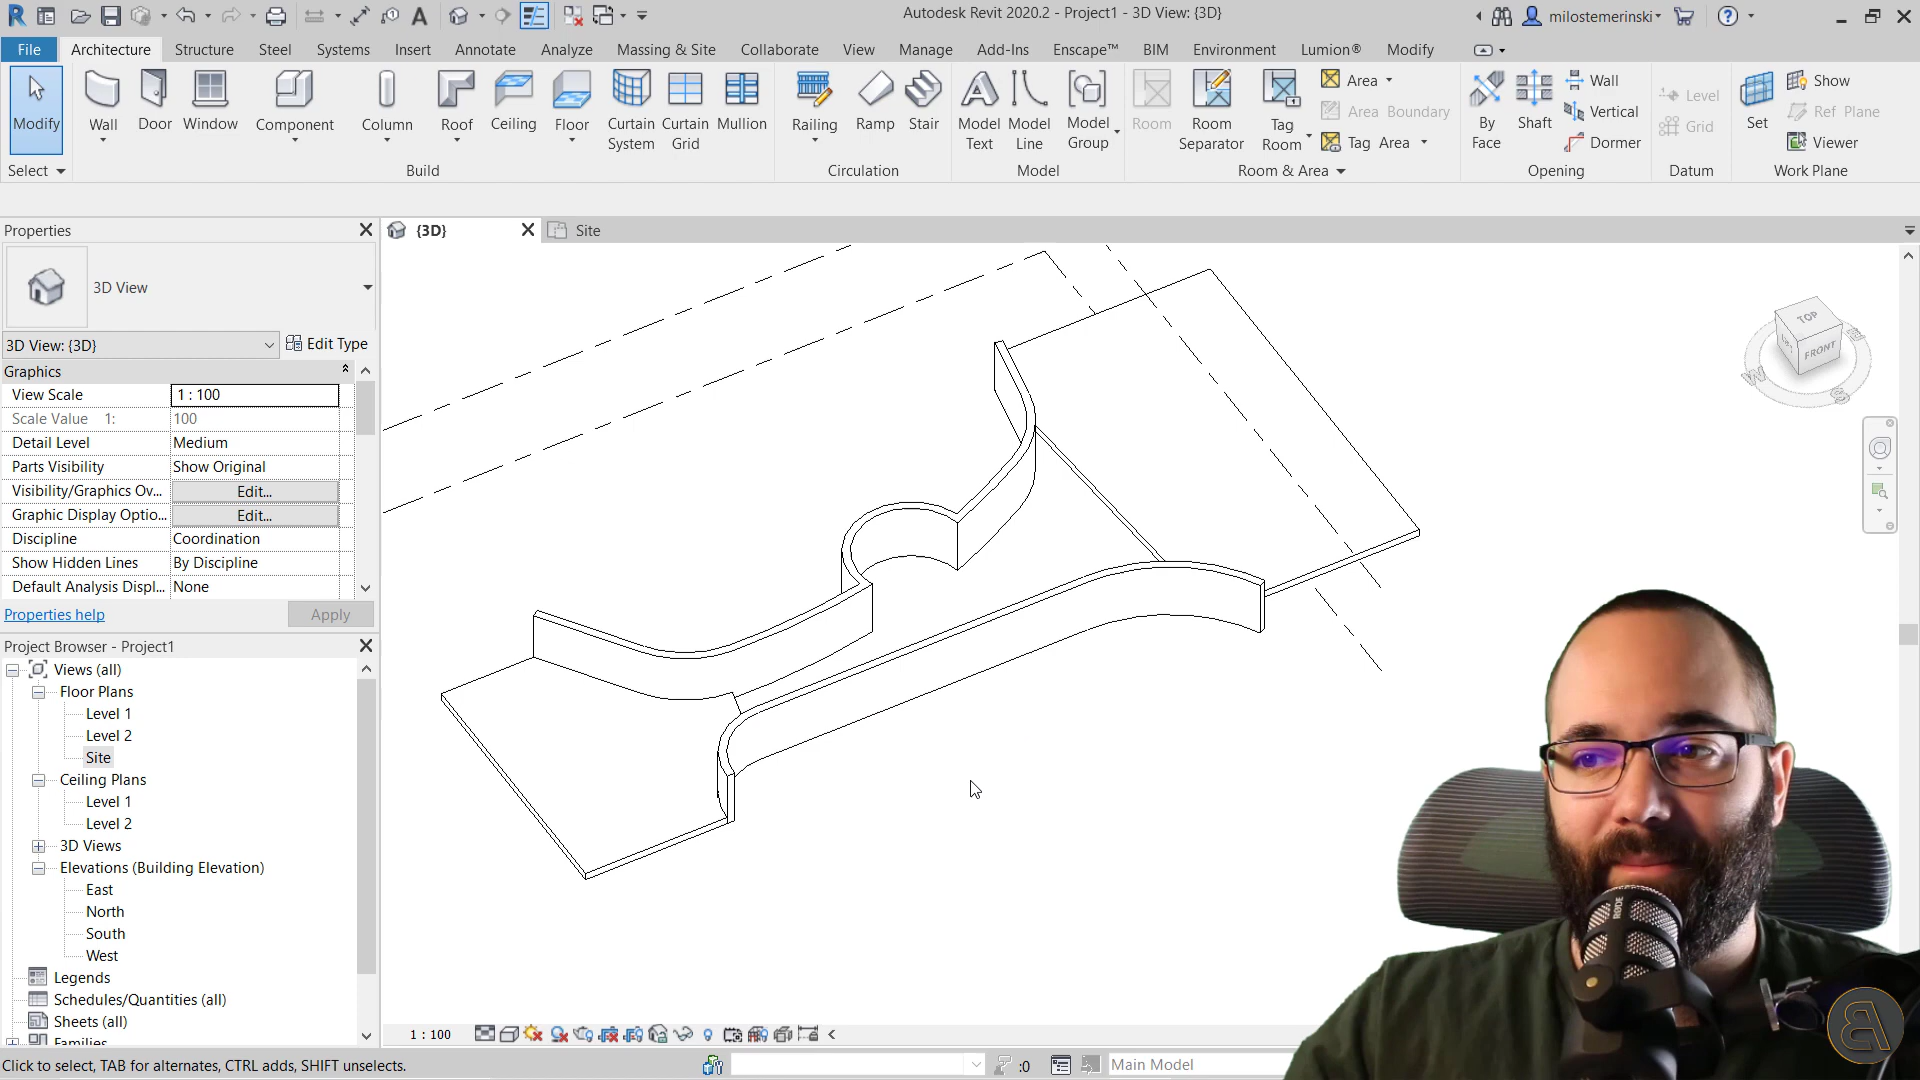 Autodesk Revit 2020.2 - Project1 - 3D View: {3D}
milostemerinski
File Architecture Structure Steel Systems Insert Annotate Analyze Massing & Site Collaborate View Manage Add-Ins Enscape™ BIM Environment Lumion® Modify
Modify
Wall
Door
Window
Component
Column
Roof
Ceiling
Floor
Curtain System
Curtain Grid
Mullion
Railing
Ramp
Stair
Model Text
Model Line
Model Group
Room
Room Separator
Tag Room
Area
Area Boundary
Tag Area
By Face
Shaft
Wall
Vertical
Dormer
Level
Grid
Set
Show
Ref Plane
Viewer
Select
Build
Circulation
Model
Room & Area
Opening
Datum
Work Plane
Properties
{3D}
Site
3D View
3D View: {3D}
Edit Type
Graphics
View Scale 1 : 100
Scale Value 1: 100
Detail Level Medium
Parts Visibility Show Original
Visibility/Graphics Ov... Edit...
Graphic Display Optio... Edit...
Discipline Coordination
Show Hidden Lines By Discipline
Default Analysis Displ... None
Properties help Apply
Project Browser - Project1
Views (all)
Floor Plans
Level 1
Level 2
Site
Ceiling Plans
Level 1
Level 2
3D Views
Elevations (Building Elevation)
East
North
South
West
Legends
Schedules/Quantities (all)
Sheets (all)
Families
TOP
FRONT
W
S
RØDE
1 : 100
Click to select, TAB for alternates, CTRL adds, SHIFT unselects.
:0
Main Model